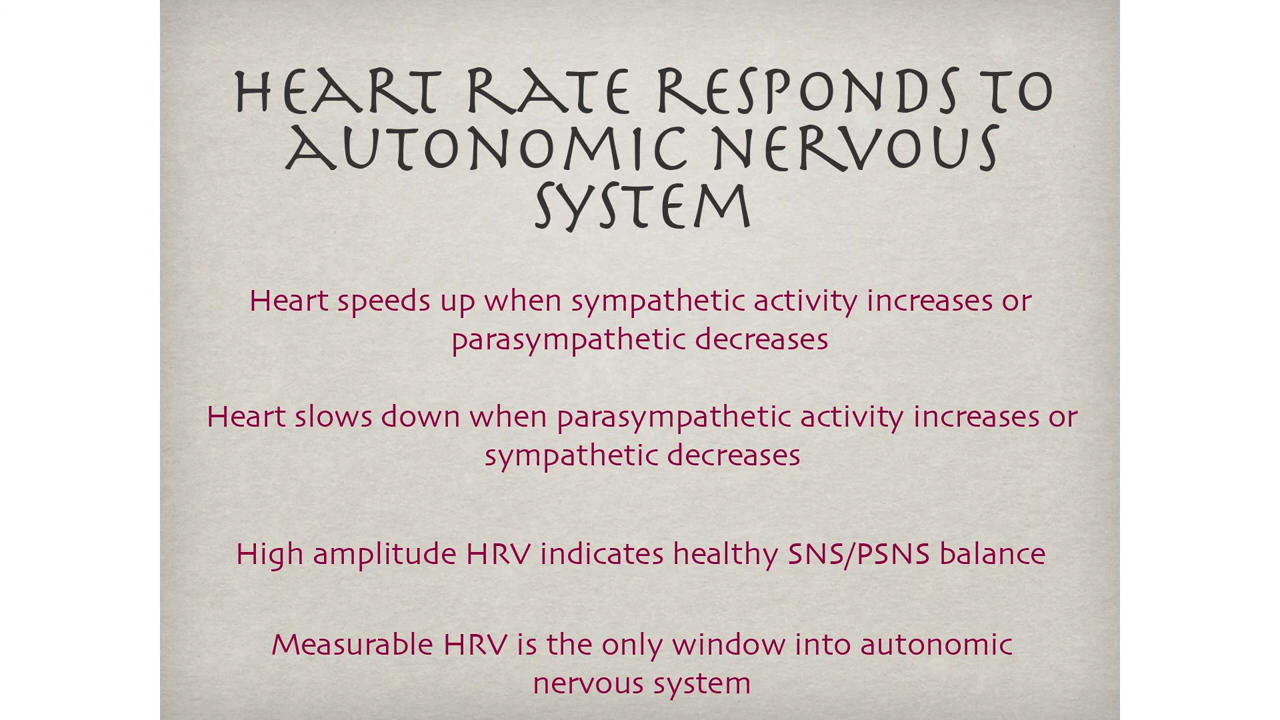 HEART RATE RESPONDS TO
AUTONOMIC NERVOUS
SYSTEM
Heart speeds up when sympathetic activity increases or
parasympathetic decreases
Heart slows down when parasympathetic activity increases or
sympathetic decreases
High amplitude HRV indicates healthy SNS/PSNS balance
Measurable HRV is the only window into autonomic
nervous system